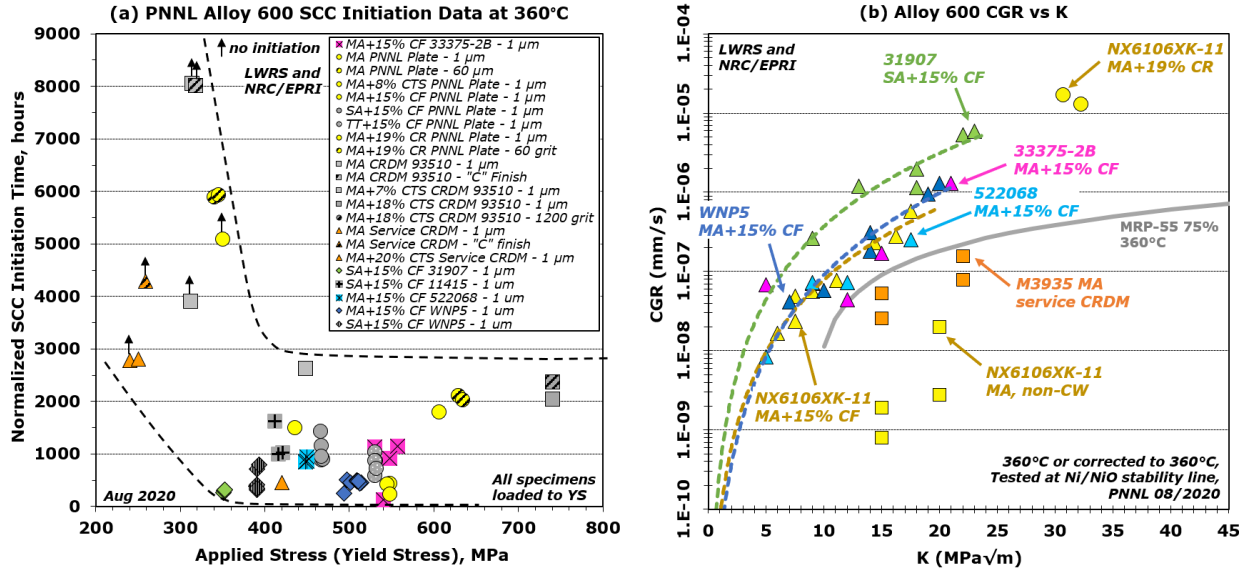 (a) PNNL Alloy 600 SCC Initiation Data at 360°C
Normalized SCC Initiation Time, hours
9000
8000
7000
6000
5000
4000
3000
2000
1000
0
200
300
400
500
600
700
800
Applied Stress (Yield Stress), MPa
no initiation
LWRS and
NRC/EPRI
MA+15% CF 33375-2B - 1 µm
MA PNNL Plate - 1 µm
MA PNNL Plate - 60 µm
MA+8% CTS PNNL Plate - 1 µm
MA+15% CF PNNL Plate - 1 µm
SA+15% CF PNNL Plate - 1 µm
TT+15% CF PNNL Plate - 1 µm
MA+19% CR PNNL Plate - 1 µm
MA+19% CR PNNL Plate - 60 grit
MA CRDM 93510 - 1 µm
MA CRDM 93510 - "C" Finish
MA+7% CTS CRDM 93510 - 1 µm
MA+18% CTS CRDM 93510 - 1 µm
MA+18% CTS CRDM 93510 - 1200 grit
MA Service CRDM - 1 µm
MA Service CRDM - "C" finish
MA+20% CTS Service CRDM - 1 µm
SA+15% CF 31907 - 1 µm
SA+15% CF 11415 - 1 um
MA+15% CF 522068 - 1 um
MA+15% CF WNP5 - 1 um
SA+15% CF WNP5 - 1 um
Aug 2020
All specimens
loaded to YS
(b) Alloy 600 CGR vs K
CGR (mm/s)
1.E-04
1.E-05
1.E-06
1.E-07
1.E-08
1.E-09
1.E-10
0
5
10
15
20
25
30
35
40
45
K (MPa√m)
LWRS and
NRC/EPRI
31907
SA+15% CF
NX6106XK-11
MA+19% CR
33375-2B
MA+15% CF
522068
MA+15% CF
WNP5
MA+15% CF
MRP-55 75%
360°C
M3935 MA
service CRDM
NX6106XK-11
MA+15% CF
NX6106XK-11
MA, non-CW
360°C or corrected to 360°C,
Tested at Ni/NiO stability line,
PNNL 08/2020